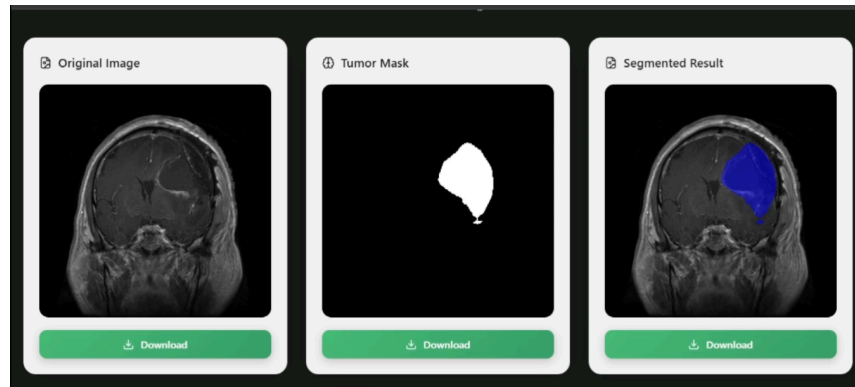 Original Image
Tumor Mask
Segmented Result
Download
Download
Download